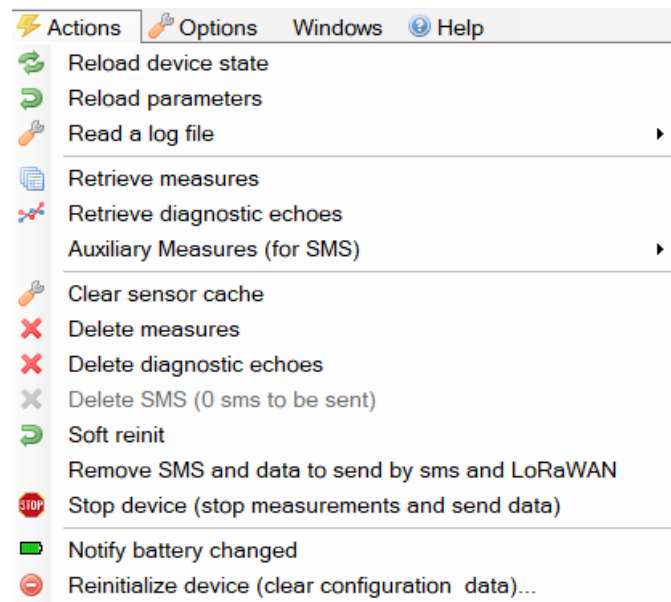 Actions Options Windows Help
Reload device state
Reload parameters
Read a log file
Retrieve measures
Retrieve diagnostic echoes
Auxiliary Measures (for SMS)
Clear sensor cache
Delete measures
Delete diagnostic echoes
Delete SMS (0 sms to be sent)
Soft reinit
Remove SMS and data to send by sms and LoRaWAN
STOP Stop device (stop measurements and send data)
Notify battery changed
Reinitialize device (clear configuration data)...